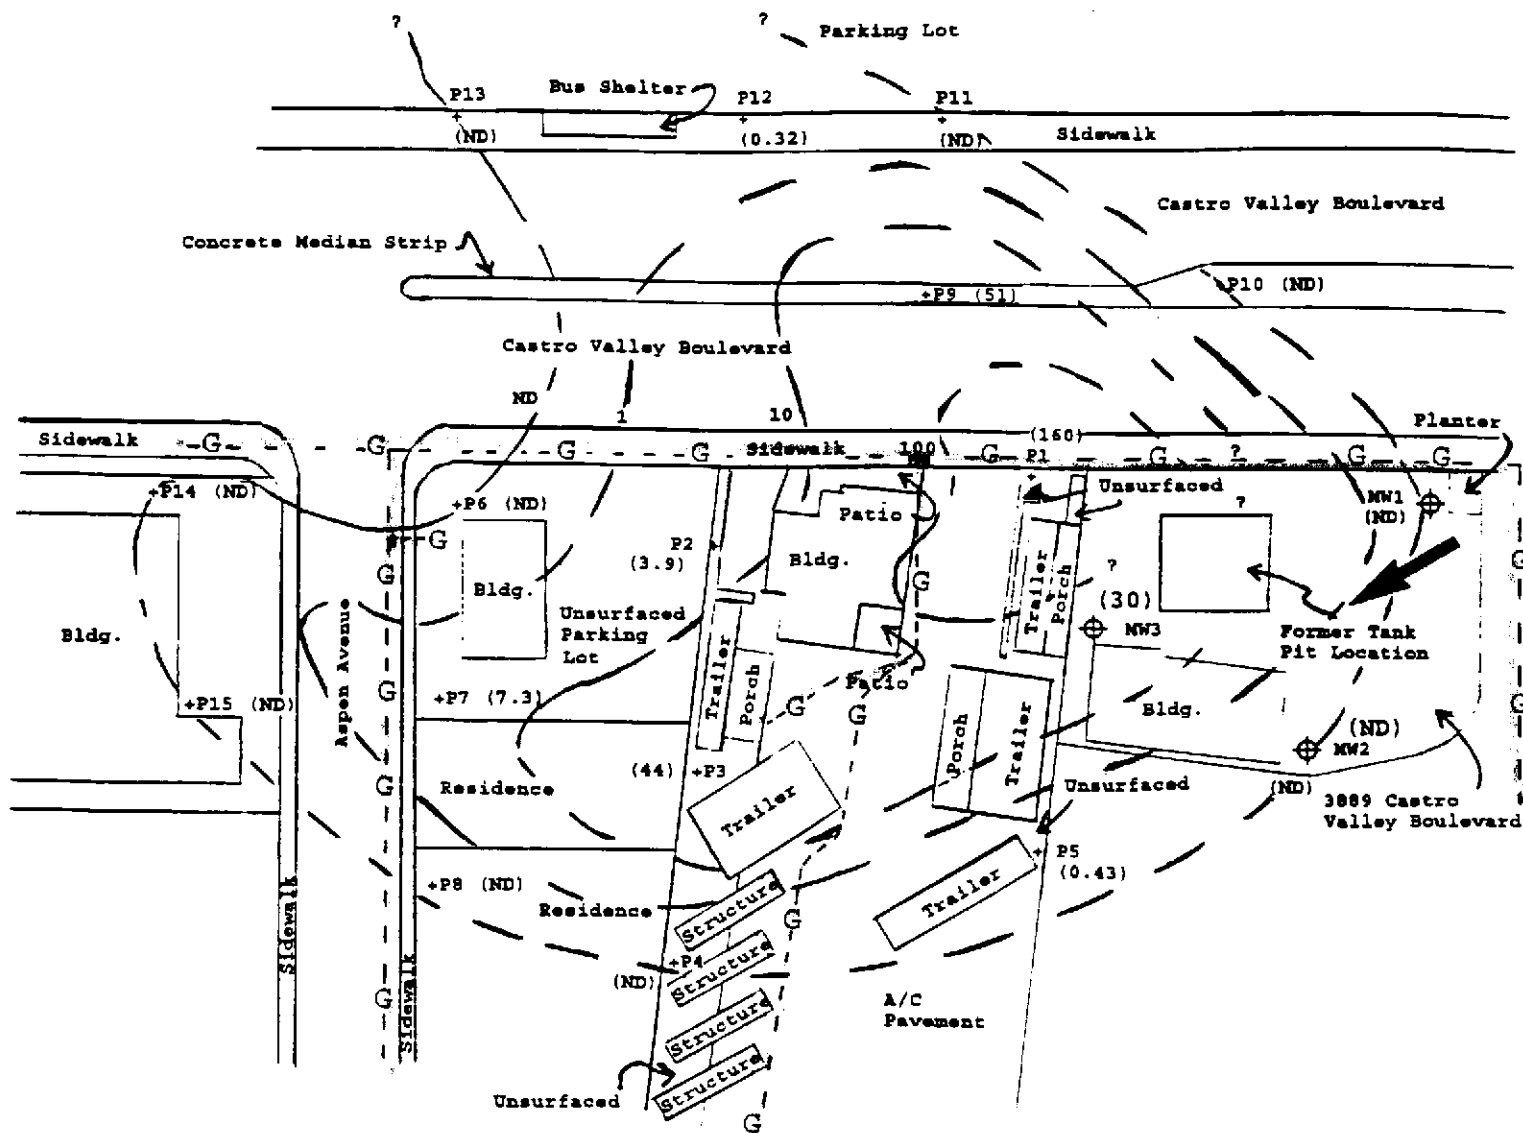 ?
?
Parking Lot
Bus Shelter
P13
P12
P11
(ND)
(0.32)
(ND)
Sidewalk
Castro Valley Boulevard
Concrete Median Strip
+P9 (51)
+P10 (ND)
Castro Valley Boulevard
ND
1
10
100
(160)
P1
Planter
Sidewalk
G
G
G
G
Sidewalk
G
G
?
G
G
+P14 (ND)
+P6 (ND)
G
Unsurfaced
MW1
(ND)
?
Patio
P2
(3.9)
Bldg.
G
G
G
?
(30)
Trailer
Porch
Bldg.
Bldg.
Unsurfaced
Parking
Lot
MW3
Former Tank
Pit Location
Aspen Avenue
Trailer
Porch
Patio
G
G
G
G
+P15 (ND)
+P7 (7.3)
Bldg.
(ND)
MW2
(ND)
Porch
Trailer
(44) +P3
Residence
Trailer
G
Unsurfaced
3889 Castro
Valley Boulevard
+P8 (ND)
Residence
Structure
G
Trailer
+ P5
(0.43)
Sidewalk
Sidewalk
+P4
(ND)
Structure
G
A/C
Pavement
Structure
Structure
Unsurfaced
G